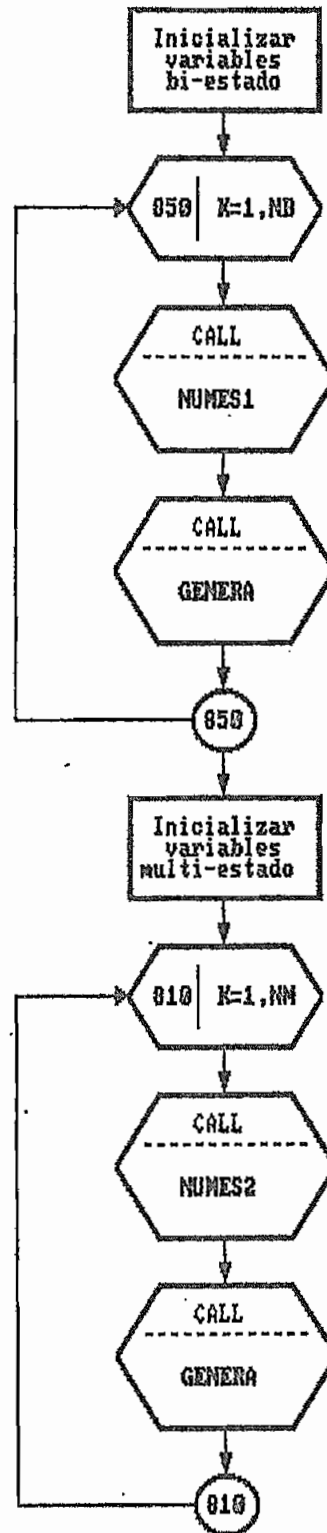 Inicializar
variables
bi-estado
850 K=1,NB
CALL
NUMES1
CALL
GENERA
850
Inicializar
variables
multi-estado
810 K=1,NM
CALL
NUMES2
CALL
GENERA
810